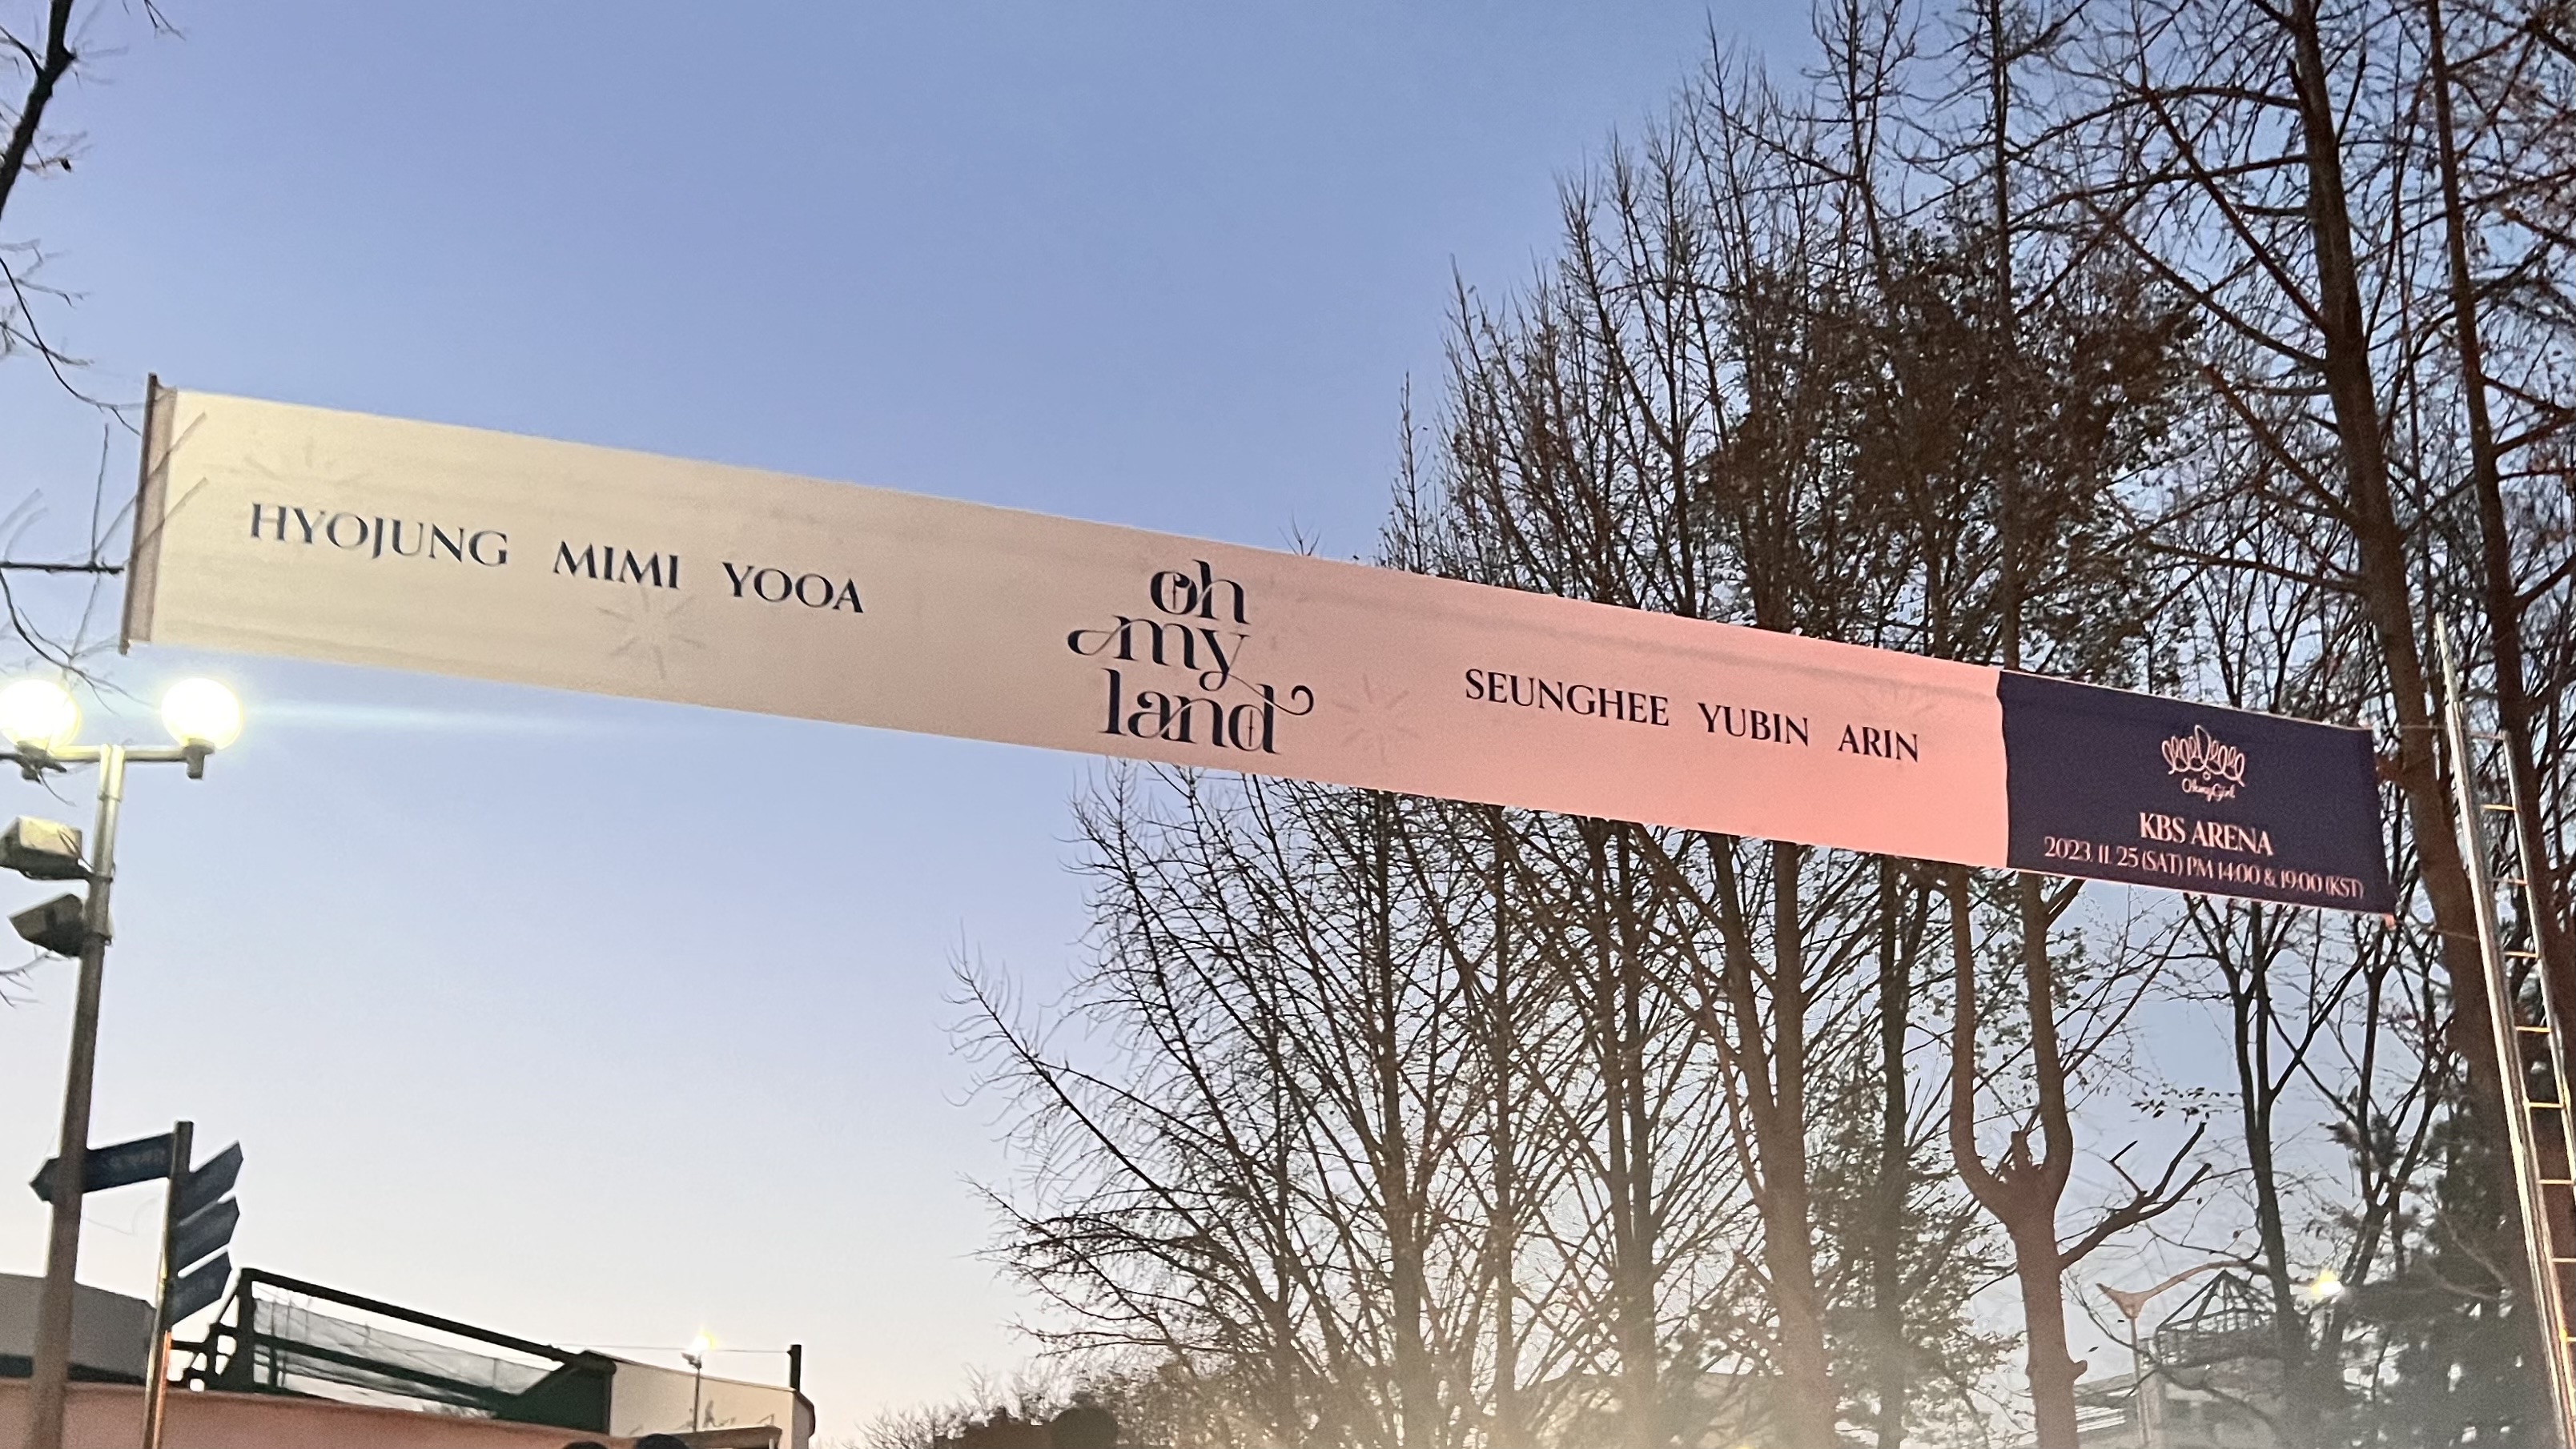 HYOJUNG MIMI YOOA
oh
my
land
SEUNGHEE YUBIN ARIN
OhmyGirl
KBS ARENA
2023. 11. 25 (SAT) PM 14:00 & 19:00 (KST)